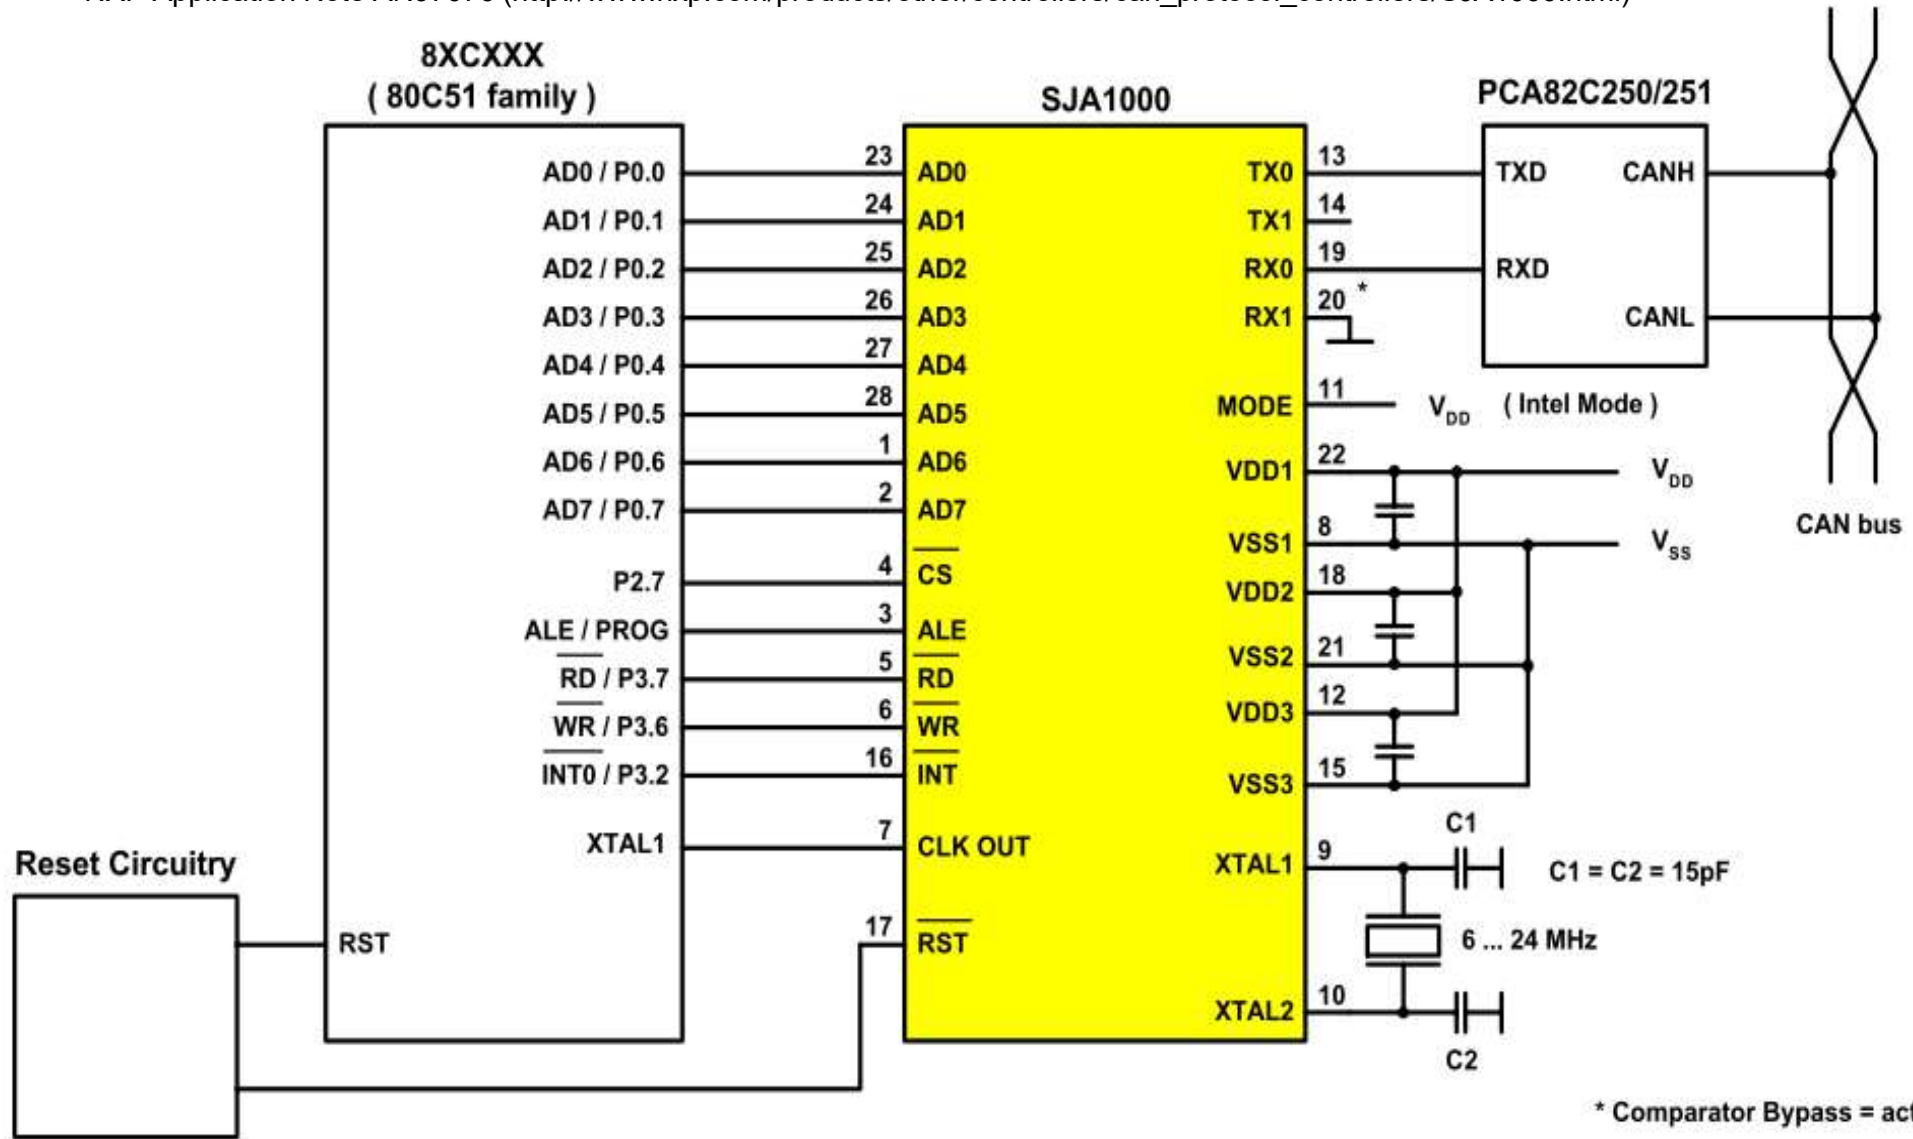 8XCXXX
( 80C51 family )
AD0 / P0.0
AD1 / P0.1
AD2 / P0.2
AD3 / P0.3
AD4 / P0.4
AD5 / P0.5
AD6 / P0.6
AD7 / P0.7
P2.7
ALE / PROG
RD / P3.7
WR / P3.6
INT0 / P3.2
XTAL1
RST
Reset Circuitry
23
24
25
26
27
28
1
2
4
3
5
6
16
7
17
SJA1000
AD0
AD1
AD2
AD3
AD4
AD5
AD6
AD7
CS
ALE
RD
WR
INT
CLK OUT
RST
TX0
TX1
RX0
RX1
MODE
VDD1
VSS1
VDD2
VSS2
VDD3
VSS3
XTAL1
XTAL2
13
14
19
20 *
11
22
8
18
21
12
15
9
10
PCA82C250/251
TXD CANH
RXD
CANL
VDD ( Intel Mode )
VDD
VSS
CAN bus
C1
C1 = C2 = 15pF
6 ... 24 MHz
C2
* Comparator Bypass =